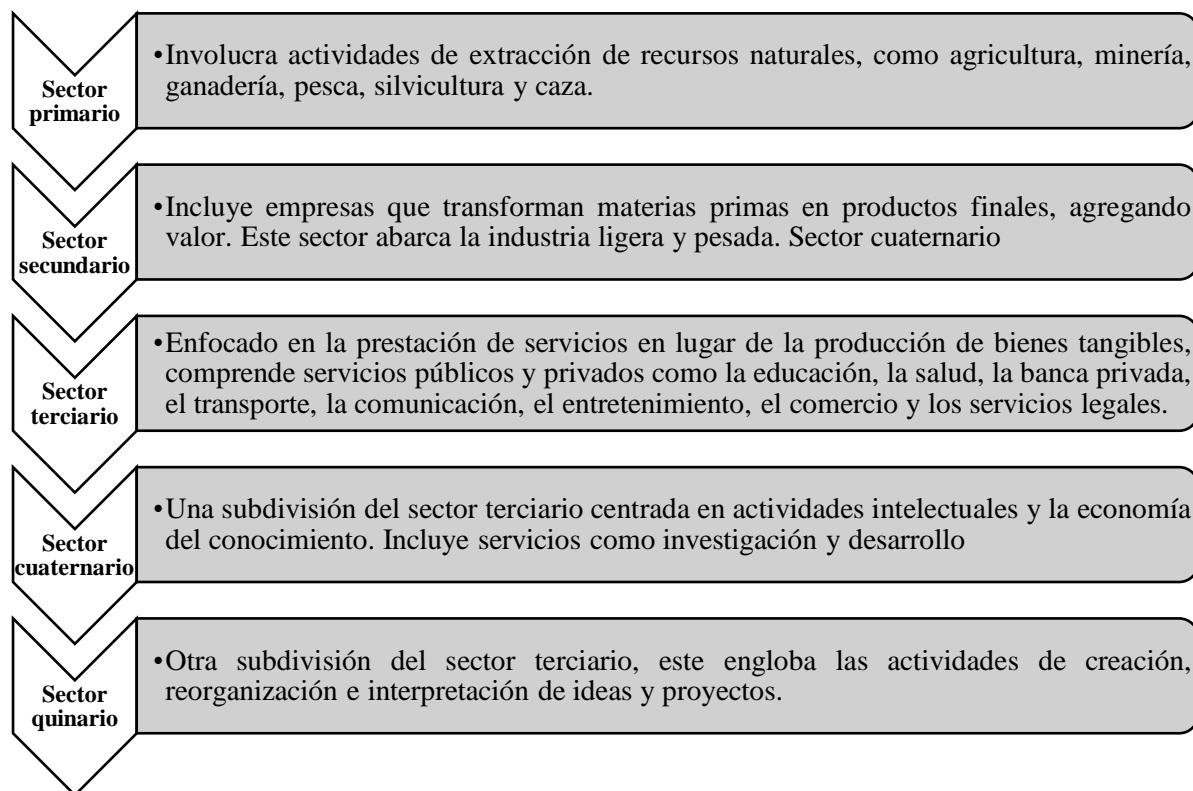 Sector
primario
•Involucra actividades de extracción de recursos naturales, como agricultura, minería,
ganadería, pesca, silvicultura y caza.
Sector
secundario
•Incluye empresas que transforman materias primas en productos finales, agregando
valor. Este sector abarca la industria ligera y pesada. Sector cuaternario
Sector
terciario
•Enfocado en la prestación de servicios en lugar de la producción de bienes tangibles,
comprende servicios públicos y privados como la educación, la salud, la banca privada,
el transporte, la comunicación, el entretenimiento, el comercio y los servicios legales.
Sector
cuaternario
•Una subdivisión del sector terciario centrada en actividades intelectuales y la economía
del conocimiento. Incluye servicios como investigación y desarrollo
Sector
quinario
•Otra subdivisión del sector terciario, este engloba las actividades de creación,
reorganización e interpretación de ideas y proyectos.